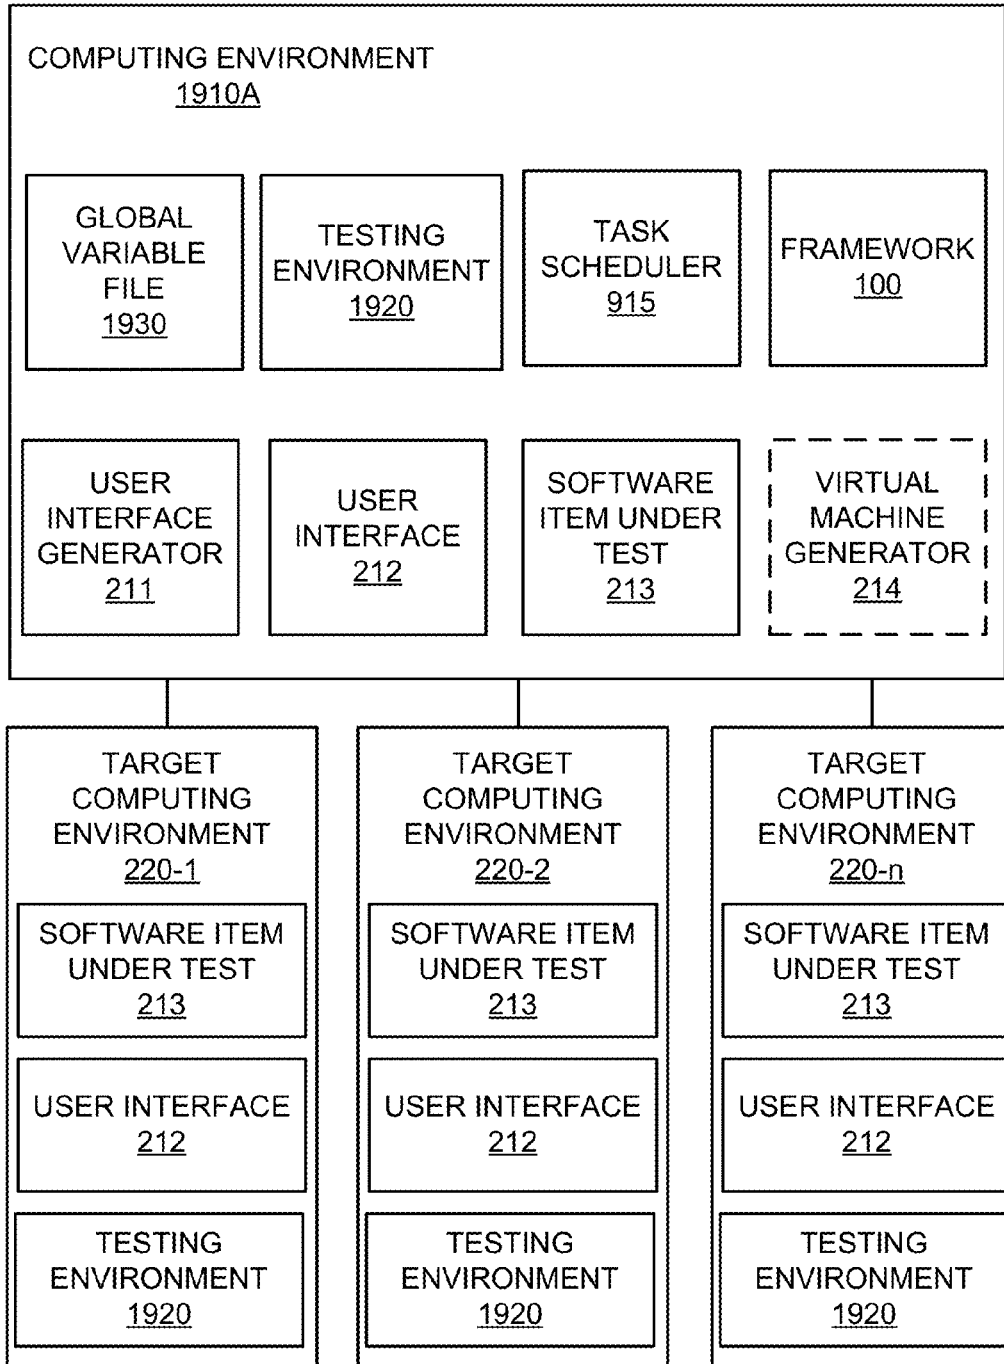 COMPUTING ENVIRONMENT
1910A
GLOBAL
VARIABLE
FILE
1930
TESTING
ENVIRONMENT
1920
TASK
SCHEDULER
915
FRAMEWORK
100
USER
INTERFACE
GENERATOR
211
USER
INTERFACE
212
SOFTWARE
ITEM UNDER
TEST
213
VIRTUAL
MACHINE
GENERATOR
214
TARGET
COMPUTING
ENVIRONMENT
220-1
SOFTWARE ITEM
UNDER TEST
213
USER INTERFACE
212
TESTING
ENVIRONMENT
1920
TARGET
COMPUTING
ENVIRONMENT
220-2
SOFTWARE ITEM
UNDER TEST
213
USER INTERFACE
212
TESTING
ENVIRONMENT
1920
TARGET
COMPUTING
ENVIRONMENT
220-n
SOFTWARE ITEM
UNDER TEST
213
USER INTERFACE
212
TESTING
ENVIRONMENT
1920